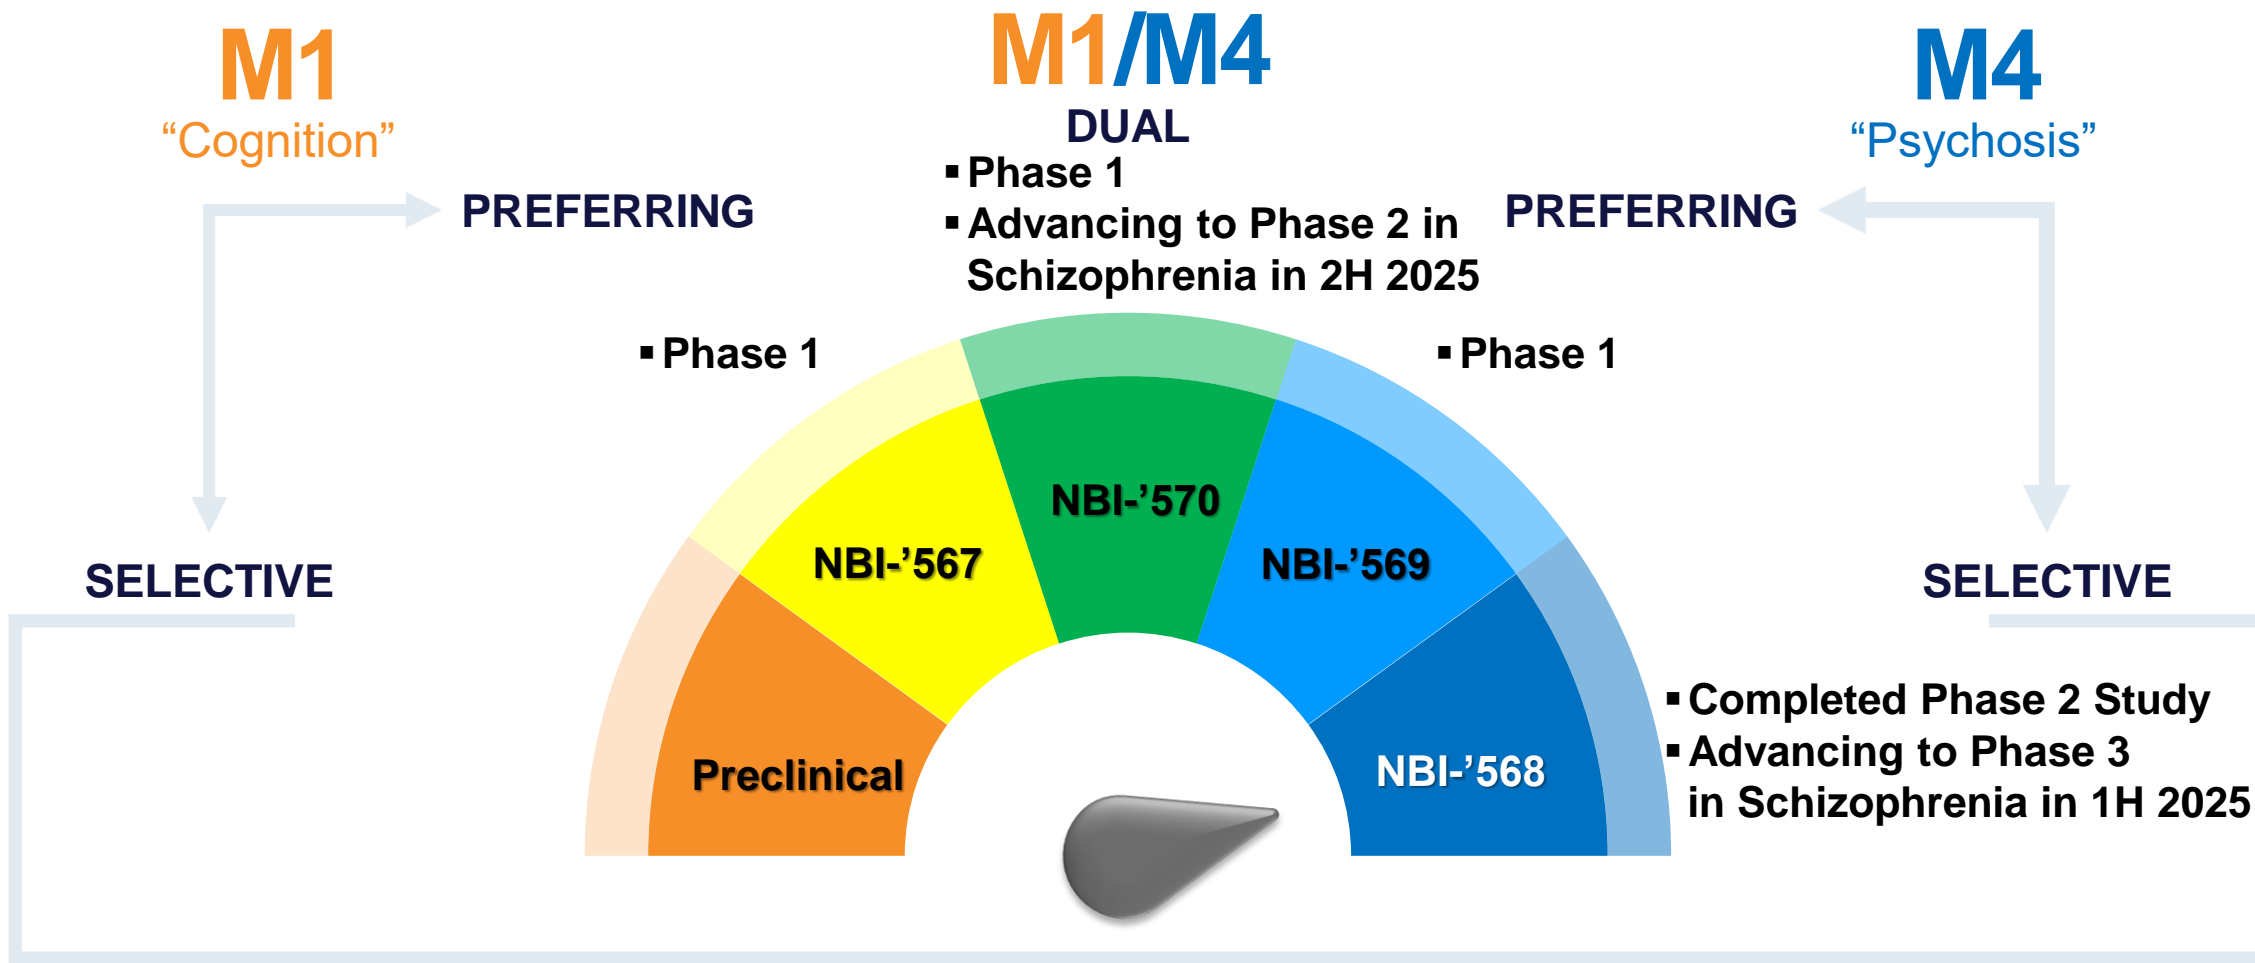 M1
“Cognition”
M1/M4
DUAL
▪ Phase 1
▪ Advancing to Phase 2 in
Schizophrenia in 2H 2025
M4
“Psychosis”
PREFERRING
PREFERRING
▪ Phase 1
▪ Phase 1
SELECTIVE
SELECTIVE
NBI-’570
NBI-’567
NBI-’569
Preclinical
NBI-’568
▪ Completed Phase 2 Study
▪ Advancing to Phase 3
in Schizophrenia in 1H 2025